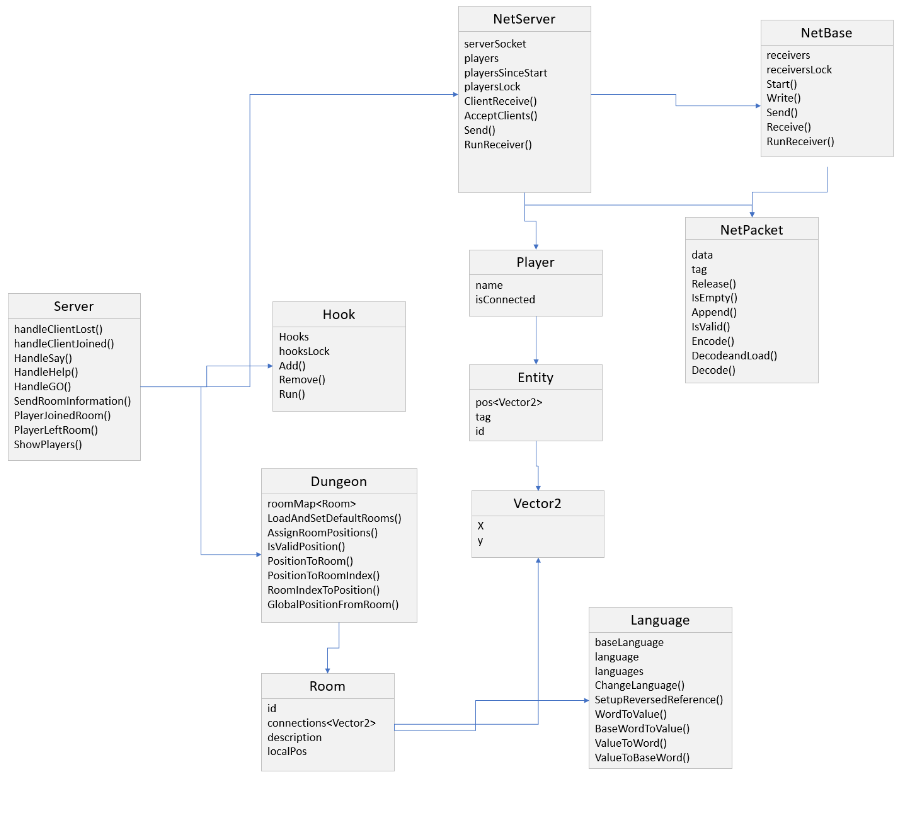 NetServer
serverSocket
players
playersSinceStart
playersLock
ClientReceive()
AcceptClients()
Send()
RunReceiver()
NetBase
receivers
receiversLock
Start()
Write()
Send()
Receive()
RunReceiver()
NetPacket
data
tag
Release()
IsEmpty()
Append()
IsValid()
Encode()
DecodeandLoad()
Decode()
Player
name
isConnected
Server
handleClientLost()
handleClientJoined()
HandleSay()
HandleHelp()
HandleGO()
SendRoomInformation()
PlayerJoinedRoom()
PlayerLeftRoom()
ShowPlayers()
Hook
Hooks
hooksLock
Add()
Remove()
Run()
Entity
pos<Vector2>
tag
id
Dungeon
roomMap<Room>
LoadAndSetDefaultRooms()
AssignRoomPositions()
IsValidPosition()
PositionToRoom()
PositionToRoomIndex()
RoomIndexToPosition()
GlobalPositionFromRoom()
Vector2
X
y
Language
baseLanguage
language
languages
ChangeLanguage()
SetupReversedReference()
WordToValue()
BaseWordToValue()
ValueToWord()
ValueToBaseWord()
Room
id
connections<Vector2>
description
localPos